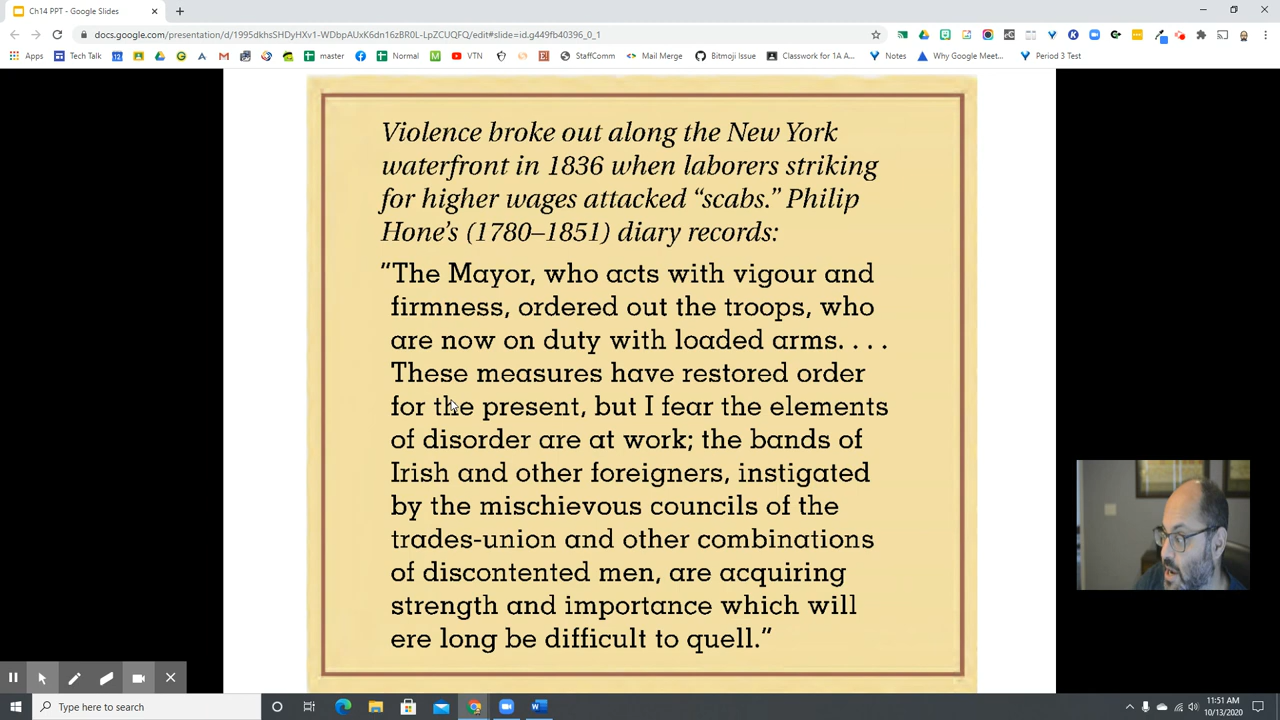 Ch14 PPT - Google Slides
docs.google.com/presentation/d/1995dkhsSHDyHXv1-WDbpAUxK6dn16bR0L-LpZCUQFQ/edit#slide=id.g449fb40396_0_1
Apps Tech Talk master Normal VTN StaffComm Mail Merge Bitmoji Issue Classwork for 1A A... Notes Why Google Meet... Period 3 Test
Violence broke out along the New York
waterfront in 1836 when laborers striking
for higher wages attacked “scabs.” Philip
Hone’s (1780–1851) diary records:
“The Mayor, who acts with vigour and
firmness, ordered out the troops, who
are now on duty with loaded arms. . . .
These measures have restored order
for the present, but I fear the elements
of disorder are at work; the bands of
Irish and other foreigners, instigated
by the mischievous councils of the
trades-union and other combinations
of discontented men, are acquiring
strength and importance which will
ere long be difficult to quell.”
Type here to search
11:51 AM
10/13/2020